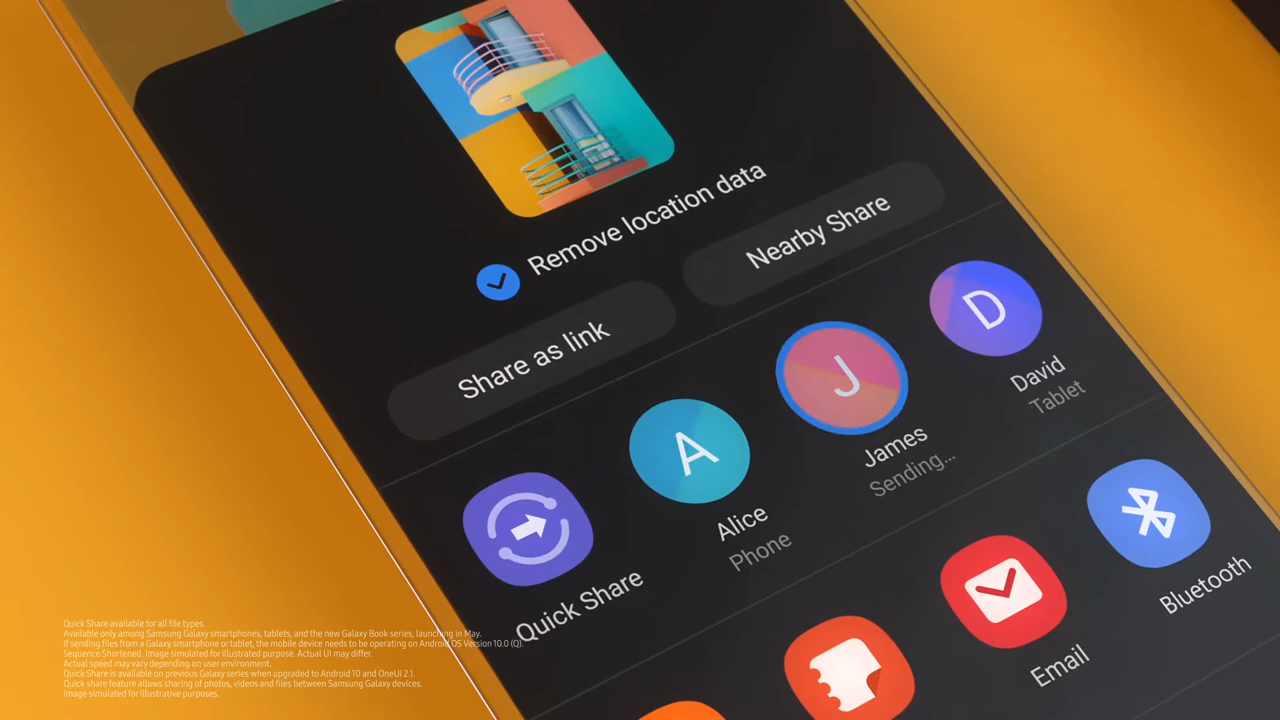 Remove location data
Share as link
Nearby Share
Quick Share
A
Alice
Phone
J
James
Sending...
D
David
Tablet
Email
Bluetooth
Quick Share available for all file types.
Available only among Samsung Galaxy smartphones, tablets, and the new Galaxy Book series, launching in May.
If sending files from a Galaxy smartphone or tablet, the mobile device needs to be operating on Android OS Version 10.0 (Q).
Sequence Shortened. Image simulated for illustrated purpose. Actual UI may differ.
Actual speed may vary depending on user environment.
Quick Share is available on previous Galaxy series when upgraded to Android 10 and OneUI 2.1.
Quick share feature allows sharing of photos, videos and files between Samsung Galaxy devices.
Image simulated for illustrative purposes.